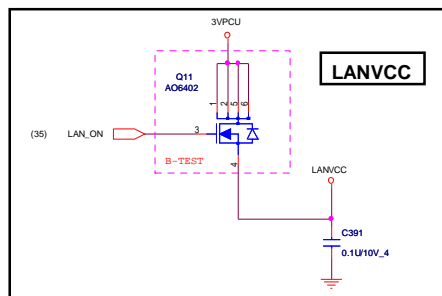 3VPCU
LANVCC
Q11
AO6402
1
2
5
6
(35)
LAN_ON
3
4
B-TEST
LANVCC
C391
0.1U/10V_4